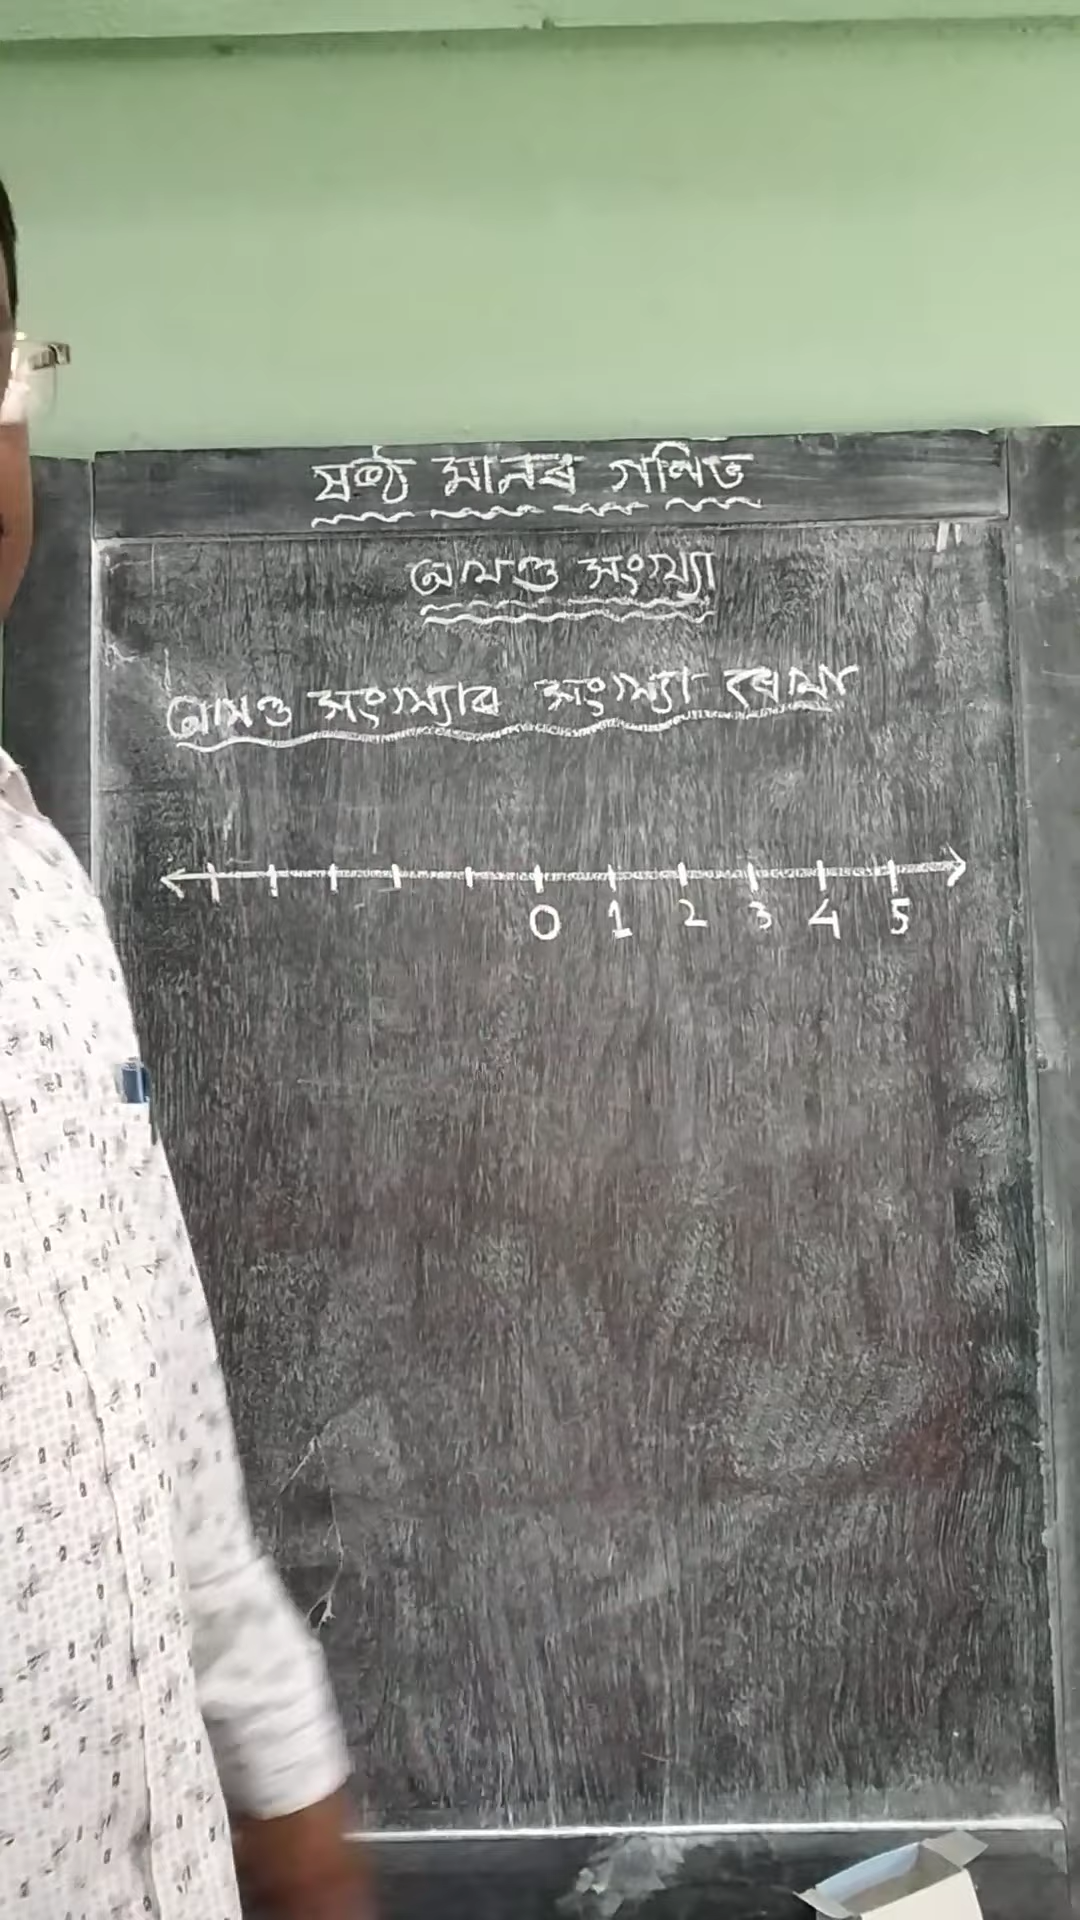 ষষ্ঠ মানৰ গণিত
অখণ্ড সংখ্যা
অখণ্ড সংখ্যাৰ সংখ্যা ৰেখা
0 1 2 3 4 5